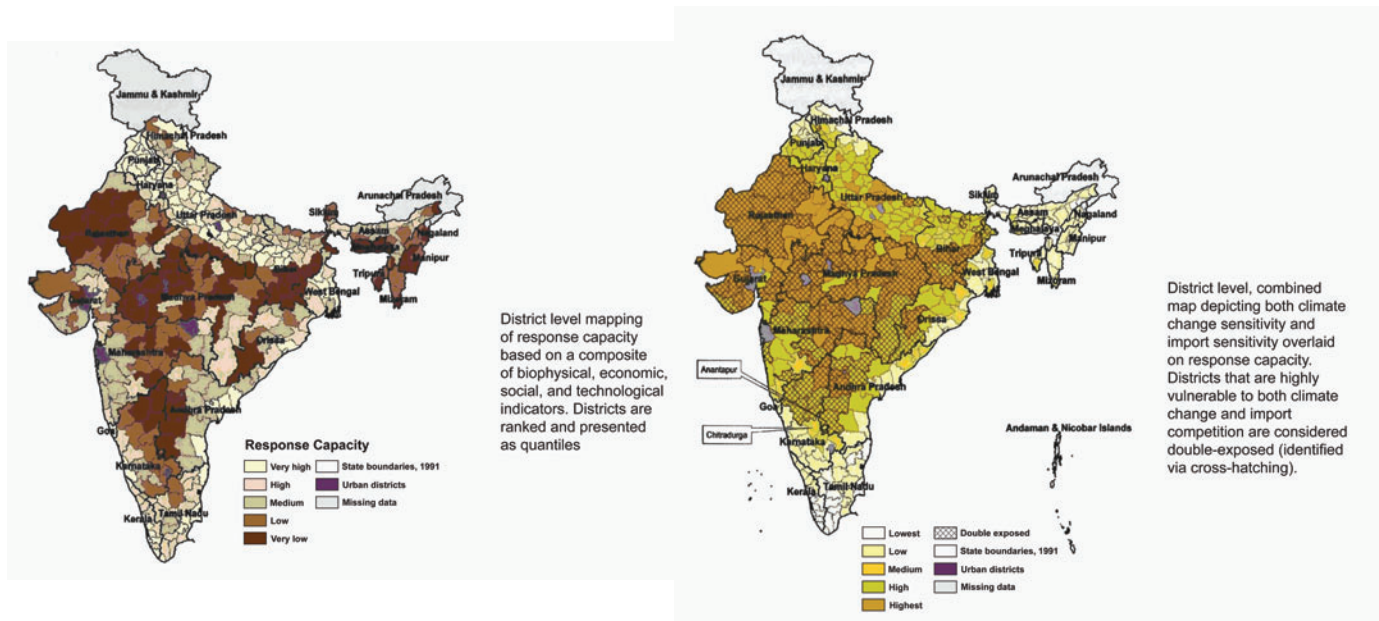 Jammu & Kashmir
Himachal Pradesh
Punjab
Haryana
Arunachal Pradesh
Sikkim
Uttar Pradesh
Rajasthan
Assam
Nagaland
Meghalaya
Bihar
Manipur
Tripura
West Bengal
Mizoram
Gujarat
Madhya Pradesh
Orissa
Maharashtra
Andhra Pradesh
Goa
Karnataka
Kerala
Tamil Nadu
Response Capacity
Very high
High
Medium
Low
Very low
State boundaries, 1991
Urban districts
Missing data
District level mapping
of response capacity
based on a composite
of biophysical, economic,
social, and technological
indicators. Districts are
ranked and presented
as quantiles
Jammu & Kashmir
Himachal Pradesh
Punjab
Haryana
Arunachal Pradesh
Sikkim
Uttar Pradesh
Rajasthan
Assam
Nagaland
Meghalaya
Bihar
Manipur
Tripura
West Bengal
Mizoram
Gujarat
Madhya Pradesh
Orissa
Maharashtra
Anantapur
Andhra Pradesh
Goa
Chitradurga
Karnataka
Andaman & Nicobar Islands
Kerala
Tamil Nadu
Lowest
Low
Medium
High
Highest
Double exposed
State boundaries, 1991
Urban districts
Missing data
District level, combined
map depicting both climate
change sensitivity and
import sensitivity overlaid
on response capacity.
Districts that are highly
vulnerable to both climate
change and import
competition are considered
double-exposed (identified
via cross-hatching).